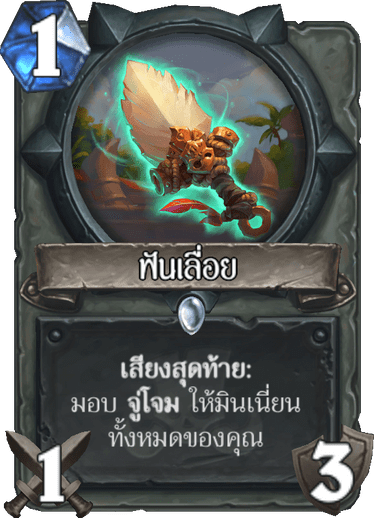 1
ฟันเลื่อย
เสียงสุดท้าย:
มอบ จู่โจม ให้มินเนี่ยน
ทั้งหมดของคุณ
1
3